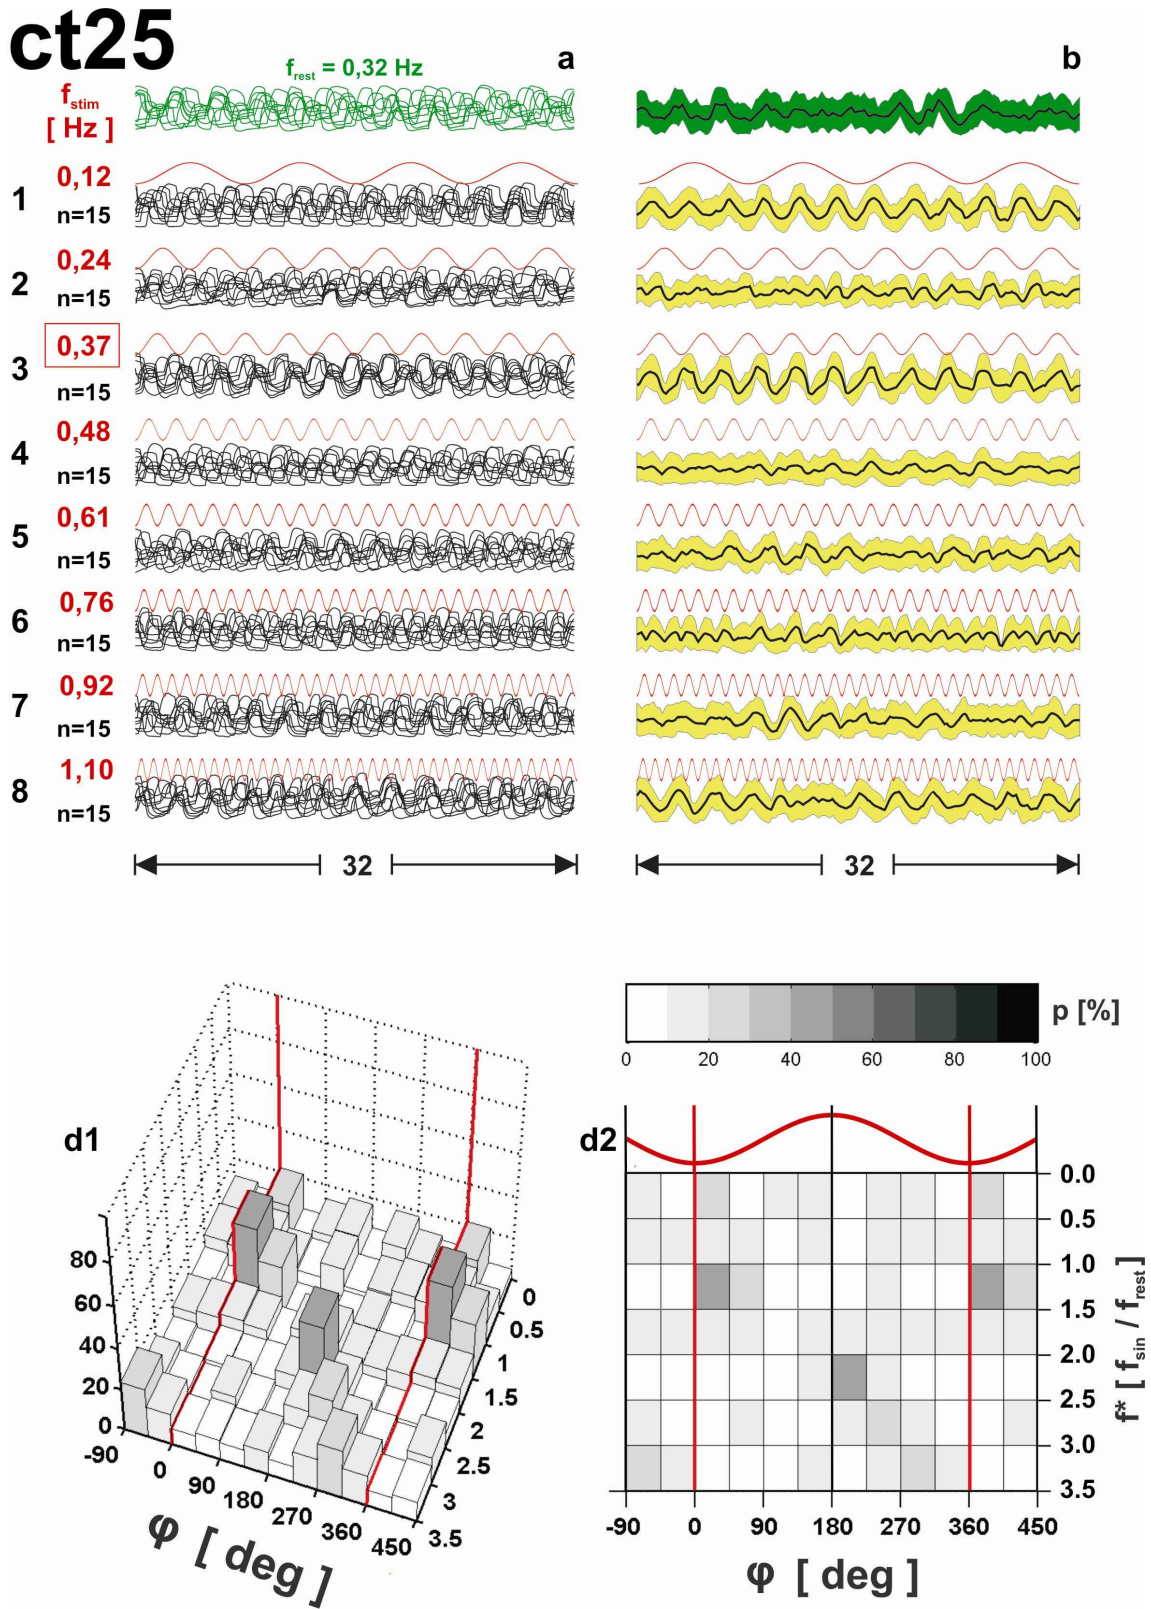 ct25
a
b
f_rest = 0,32 Hz
f_stim
[ Hz ]
1
0,12
n=15
2
0,24
n=15
3
0,37
n=15
4
0,48
n=15
5
0,61
n=15
6
0,76
n=15
7
0,92
n=15
8
1,10
n=15
32
32
d1
80
60
40
20
0
-90
0
90
180
270
360
450
φ [ deg ]
0
0.5
1
1.5
2
2.5
3
3.5
p [%]
0 20 40 60 80 100
d2
0.0
0.5
1.0
1.5
2.0
2.5
3.0
3.5
f* [ f_sin / f_rest ]
-90 0 90 180 270 360 450
φ [ deg ]